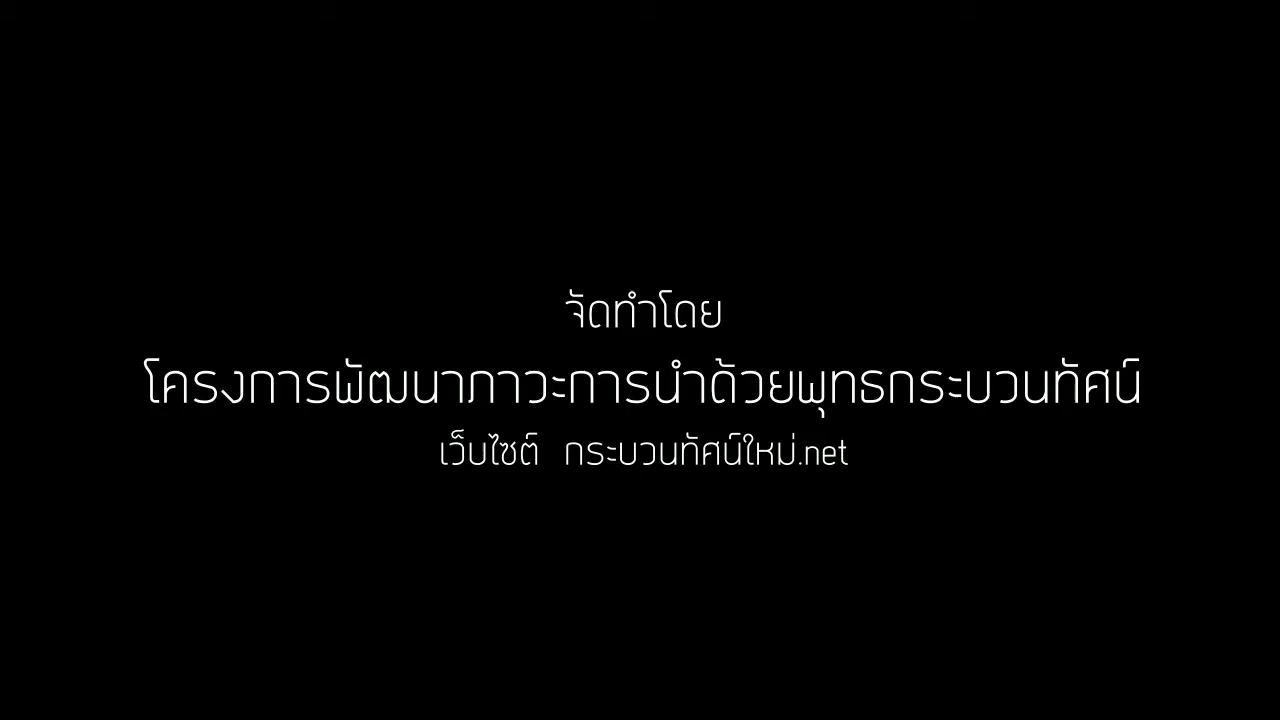 จัดทำโดย
โครงการพัฒนาภาวะการนำด้วยพุทธกระบวนทัศน์
เว็บไซต์ กระบวนทัศน์ใหม่.net